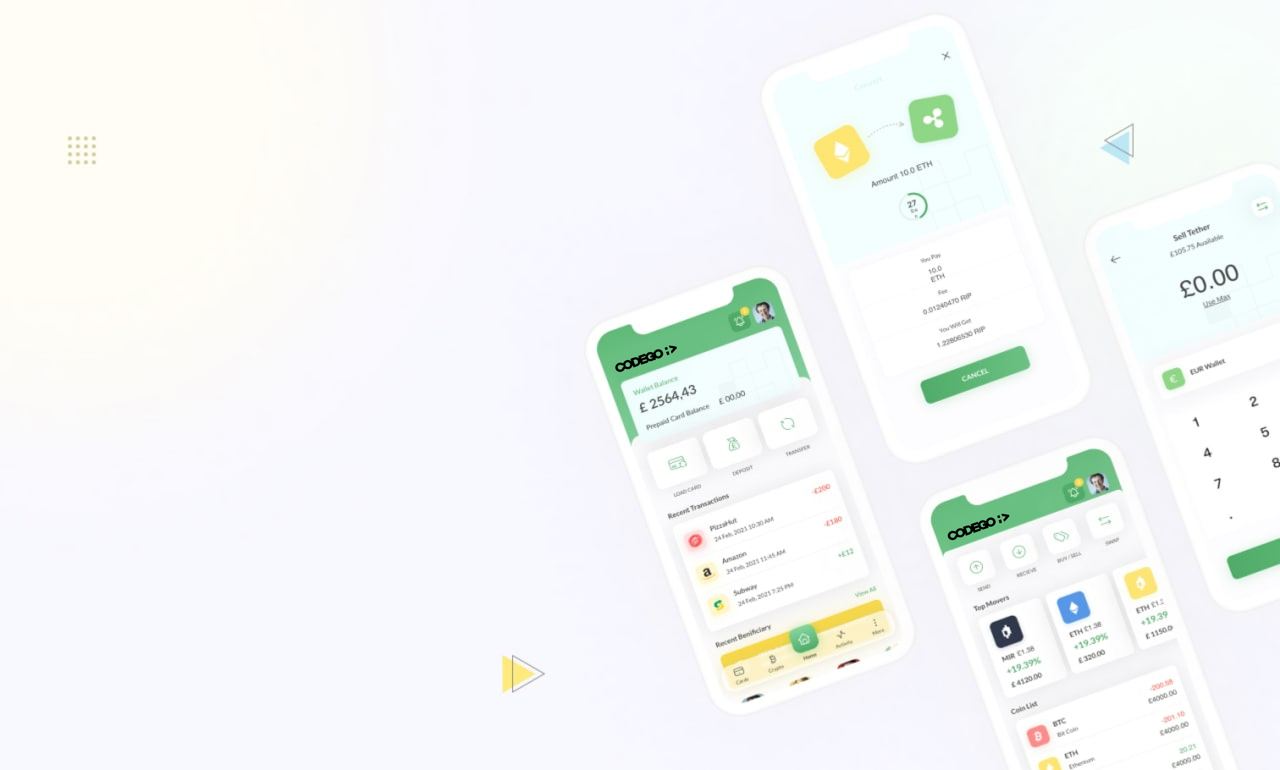 Convert
Amount 10.0 ETH
27
You Pay
10.0
ETH
Fee
0.01240470 RIP
You Will Get
1.22806530 RIP
CANCEL
Sell Tether
£105.75 Available
£0.00
Use Max
€ EUR Wallet
1 2
4 5
7 8
.
CODEGO ;>
Wallet Balance
£ 2564,43
Prepaid Card Balance £ 00.00
LOAD CARD DEPOSIT TRANSFER
Recent Transactions
PizzaHut -£200
24 Feb, 2021 10:30 AM
a Amazon -£180
24 Feb, 2021 11:45 AM
Subway +£12
24 Feb, 2021 7:25 PM
View All
Recent Benificiary
Cards Crypto Home Activity More
CODEGO ;>
SEND RECIEVE BUY / SELL SWAP
Top Movers
MIR £1.38 ETH £1.38 ETH £1.3
+19.39% +19.39% +19.39
£ 4120.00 £ 320.00 £ 1150.0
Coin List
BTC -200.58
Bit Coin £4000.00
ETH -201.10
Ethereum £4000.00
20.21
£4000.00